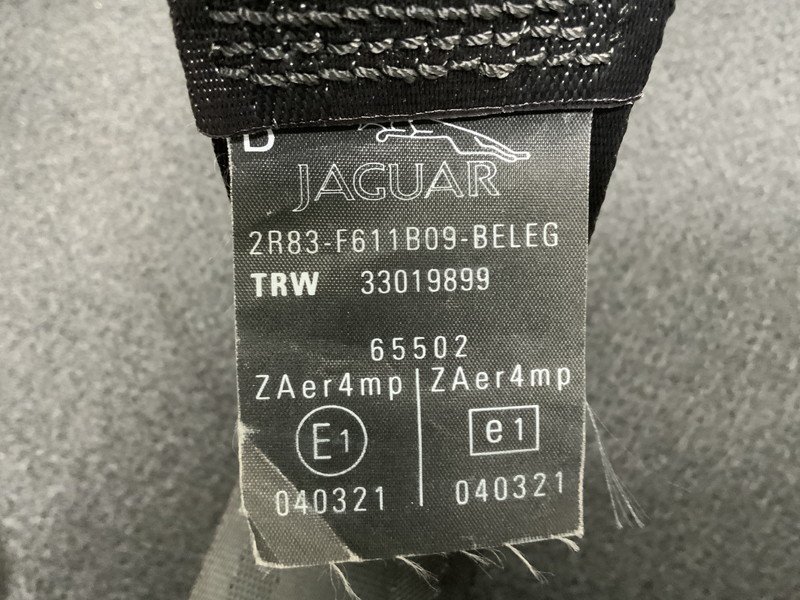 D
JAGUAR
2R83-F611B09-BELEG
TRW 33019899
65502
ZAer4mp ZAer4mp
E1 e1
040321 040321